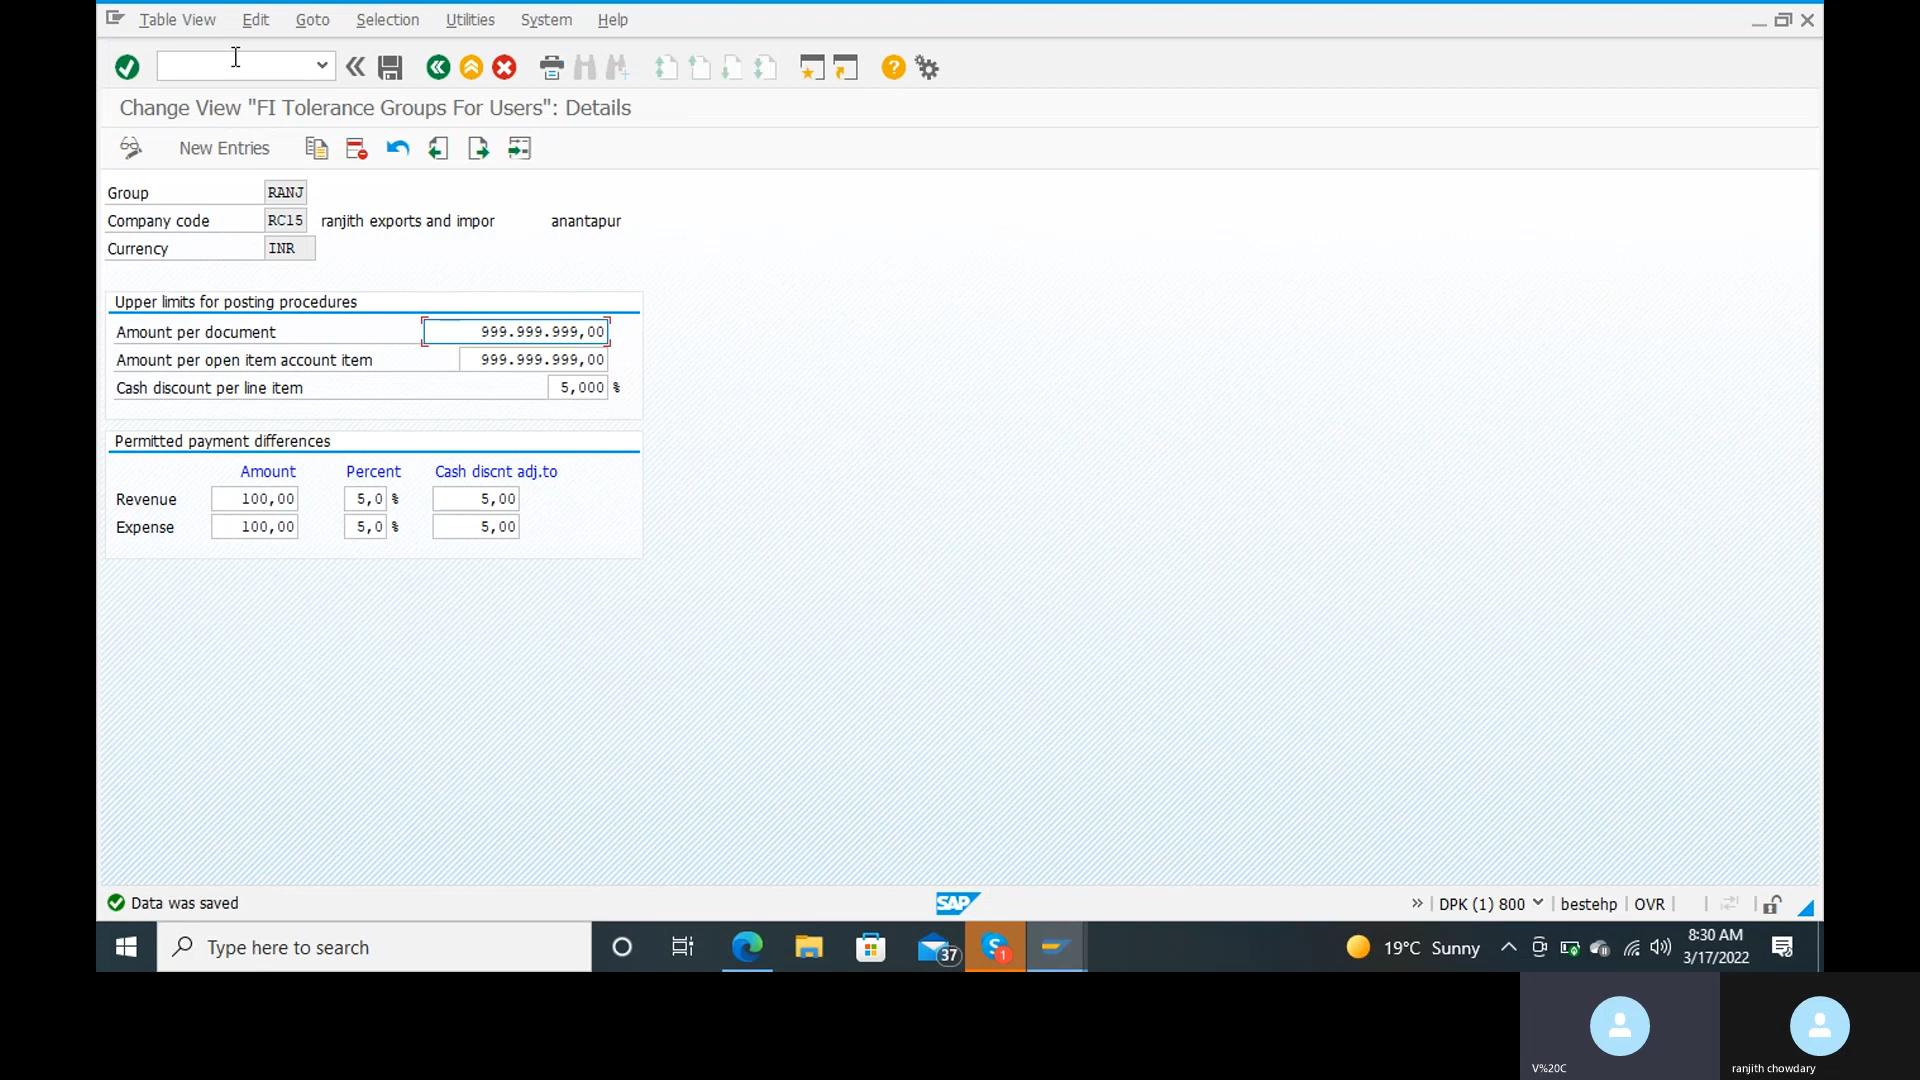 Table View Edit Goto Selection Utilities System Help
Change View "FI Tolerance Groups For Users": Details
New Entries
Group RANJ
Company code RC15 ranjith exports and impor anantapur
Currency INR
Upper limits for posting procedures
Amount per document 999.999.999,00
Amount per open item account item 999.999.999,00
Cash discount per line item 5,000 %
Permitted payment differences
Amount Percent Cash discnt adj.to
Revenue 100,00 5,0 % 5,00
Expense 100,00 5,0 % 5,00
Data was saved SAP DPK (1) 800 bestehp OVR
Type here to search 37 S 1 19°C Sunny 8:30 AM
3/17/2022
V%20C ranjith chowdary